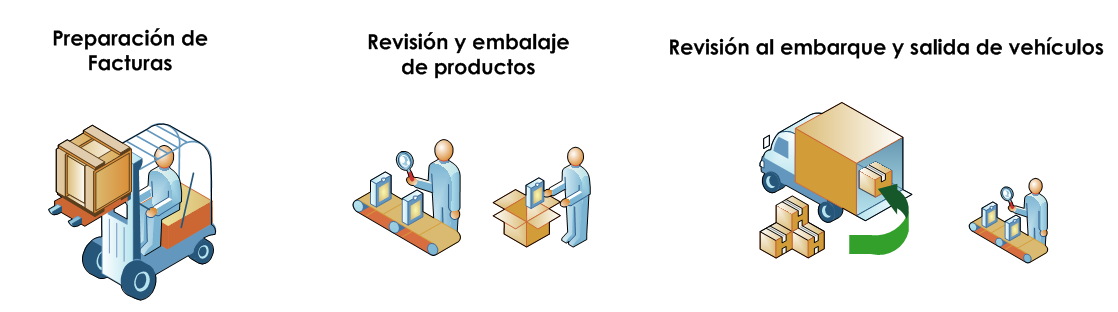 Preparación de
Facturas
Revisión y embalaje
de productos
Revisión al embarque y salida de vehículos